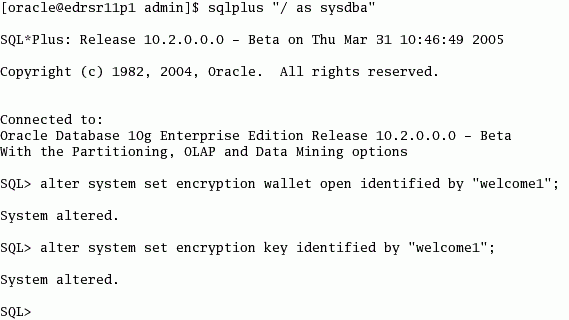 [oracle@edrsr11p1 admin]$ sqlplus "/ as sysdba"
SQL*Plus: Release 10.2.0.0.0 - Beta on Thu Mar 31 10:46:49 2005
Copyright (c) 1982, 2004, Oracle.  All rights reserved.
Connected to:
Oracle Database 10g Enterprise Edition Release 10.2.0.0.0 - Beta
With the Partitioning, OLAP and Data Mining options
SQL> alter system set encryption wallet open identified by "welcome1";
System altered.
SQL> alter system set encryption key identified by "welcome1";
System altered.
SQL>